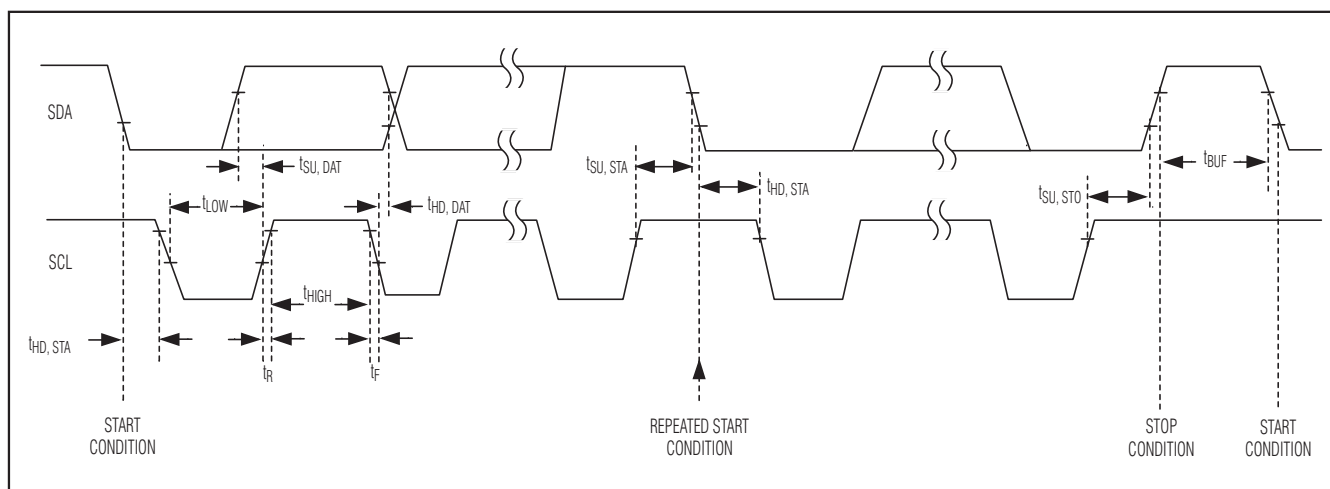 SDA
tSU, DAT
tSU, STA
tHD, STA
tBUF
tLOW
tHD, DAT
tSU, STO
SCL
tHIGH
tHD, STA
tR
tF
START
CONDITION
REPEATED START
CONDITION
STOP
CONDITION
START
CONDITION